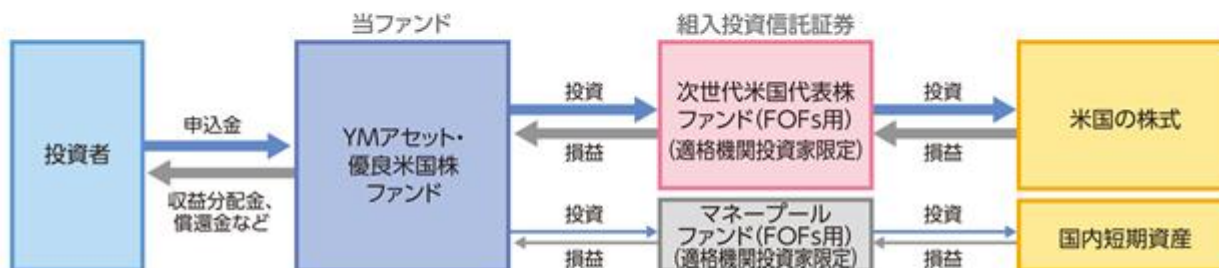 当ファンド
組入投資信託証券
投資者
申込金
収益分配金、
償還金など
YMアセット・
優良米国株
ファンド
投資
損益
次世代米国代表株
ファンド(FOFs用)
(適格機関投資家限定)
投資
損益
米国の株式
投資
損益
マネープール
ファンド(FOFs用)
(適格機関投資家限定)
投資
損益
国内短期資産